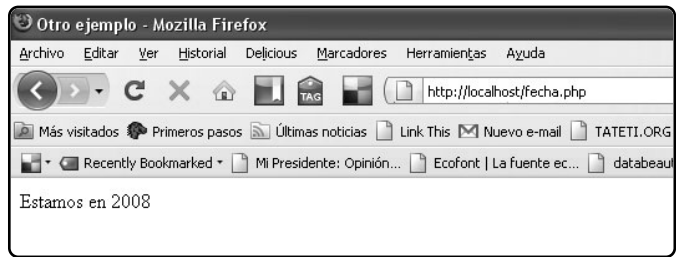 Otro ejemplo - Mozilla Firefox
Archivo Editar Ver Historial Delicious Marcadores Herramientas Ayuda
TAG http://localhost/fecha.php
Más visitados Primeros pasos Últimas noticias Link This Nuevo e-mail TATETI.ORG
Recently Bookmarked Mi Presidente: Opinión... Ecofont | La fuente ec... databeaut
Estamos en 2008